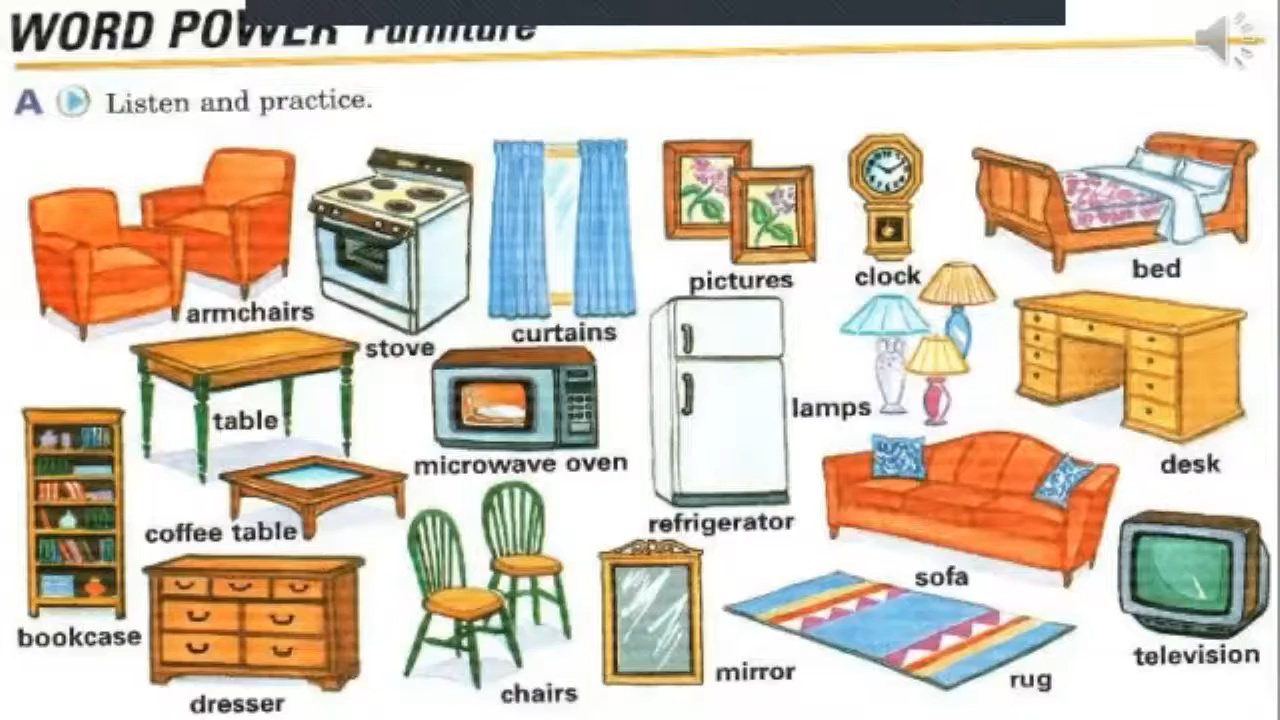 WORD POWER Furniture
A Listen and practice.
armchairs
stove
curtains
pictures
clock
bed
table
microwave oven
refrigerator
lamps
desk
bookcase
coffee table
sofa
television
dresser
chairs
mirror
rug